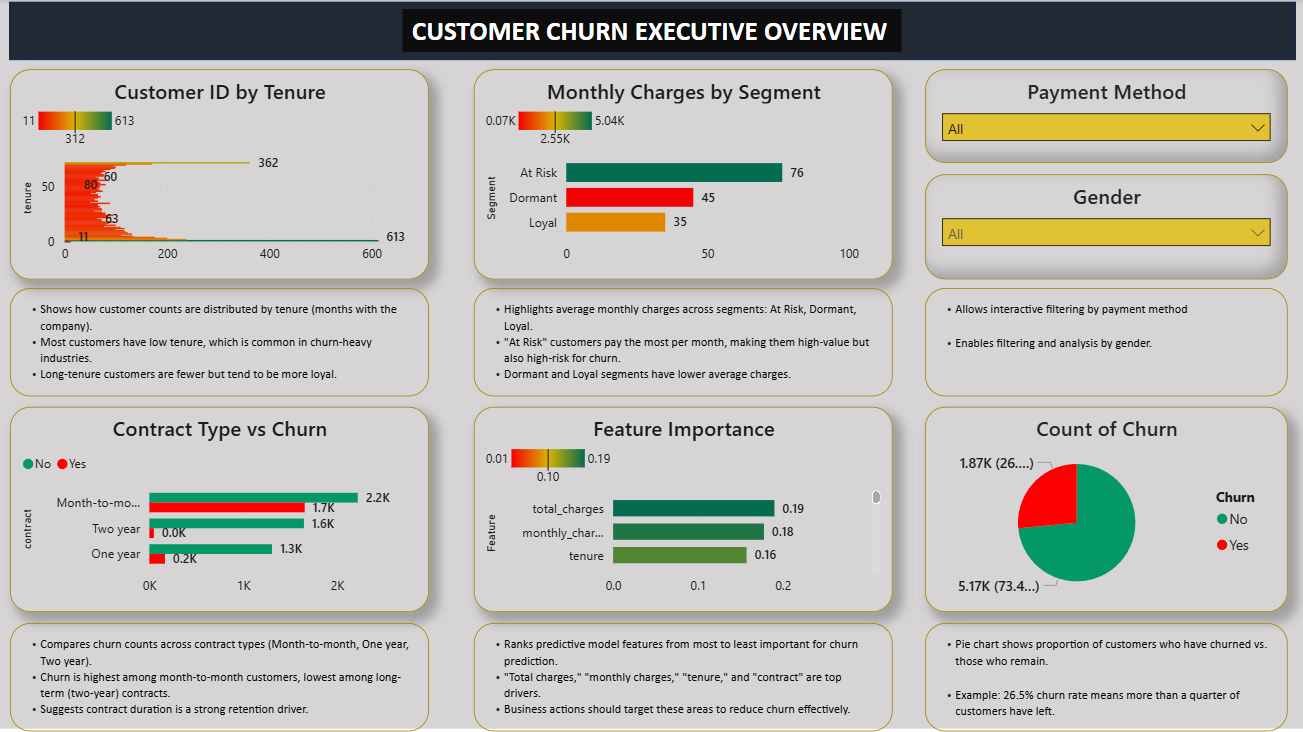 CUSTOMER CHURN EXECUTIVE OVERVIEW
Customer ID by Tenure
11 613
312
362
60
80
63
11
613
50
0
tenure
0 200 400 600
Monthly Charges by Segment
0.07K 5.04K
2.55K
Segment
At Risk 76
Dormant 45
Loyal 35
0 50 100
Payment Method
All
Gender
All
• Shows how customer counts are distributed by tenure (months with the
company).
• Most customers have low tenure, which is common in churn-heavy
industries.
• Long-tenure customers are fewer but tend to be more loyal.
• Highlights average monthly charges across segments: At Risk, Dormant,
Loyal.
• "At Risk" customers pay the most per month, making them high-value but
also high-risk for churn.
• Dormant and Loyal segments have lower average charges.
• Allows interactive filtering by payment method
• Enables filtering and analysis by gender.
Contract Type vs Churn
No Yes
contract
Month-to-mo... 2.2K
1.7K
Two year 1.6K
0.0K
One year 1.3K
0.2K
0K 1K 2K
Feature Importance
0.01 0.19
0.10
Feature
total_charges 0.19
monthly_char... 0.18
tenure 0.16
0.0 0.1 0.2
Count of Churn
1.87K (26....)
5.17K (73.4...)
Churn
No
Yes
• Compares churn counts across contract types (Month-to-month, One year,
Two year).
• Churn is highest among month-to-month customers, lowest among long-
term (two-year) contracts.
• Suggests contract duration is a strong retention driver.
• Ranks predictive model features from most to least important for churn
prediction.
• "Total charges," "monthly charges," "tenure," and "contract" are top
drivers.
• Business actions should target these areas to reduce churn effectively.
• Pie chart shows proportion of customers who have churned vs.
those who remain.
• Example: 26.5% churn rate means more than a quarter of
customers have left.